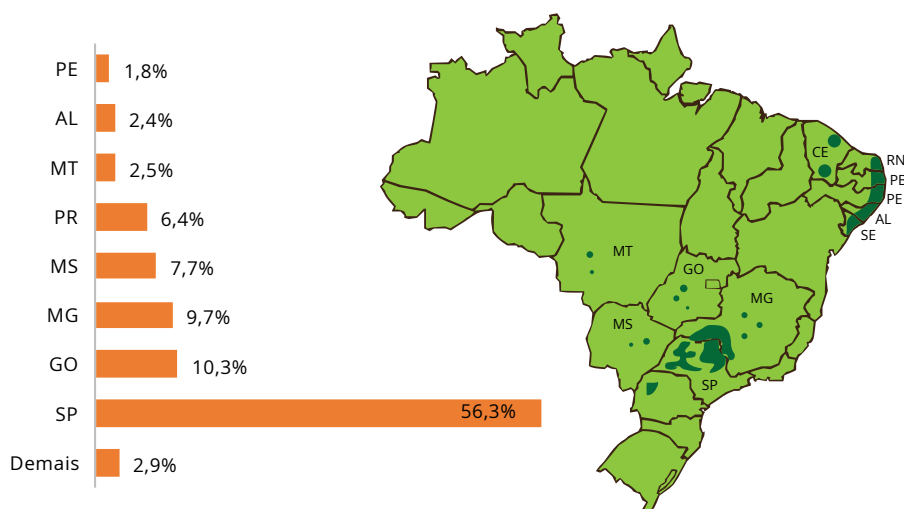 PE 1,8%
AL 2,4%
MT 2,5%
PR 6,4%
MS 7,7%
MG 9,7%
GO 10,3%
SP 56,3%
Demais 2,9%
CE
RN
PB
PE
AL
SE
MT
GO
MG
MS
SP